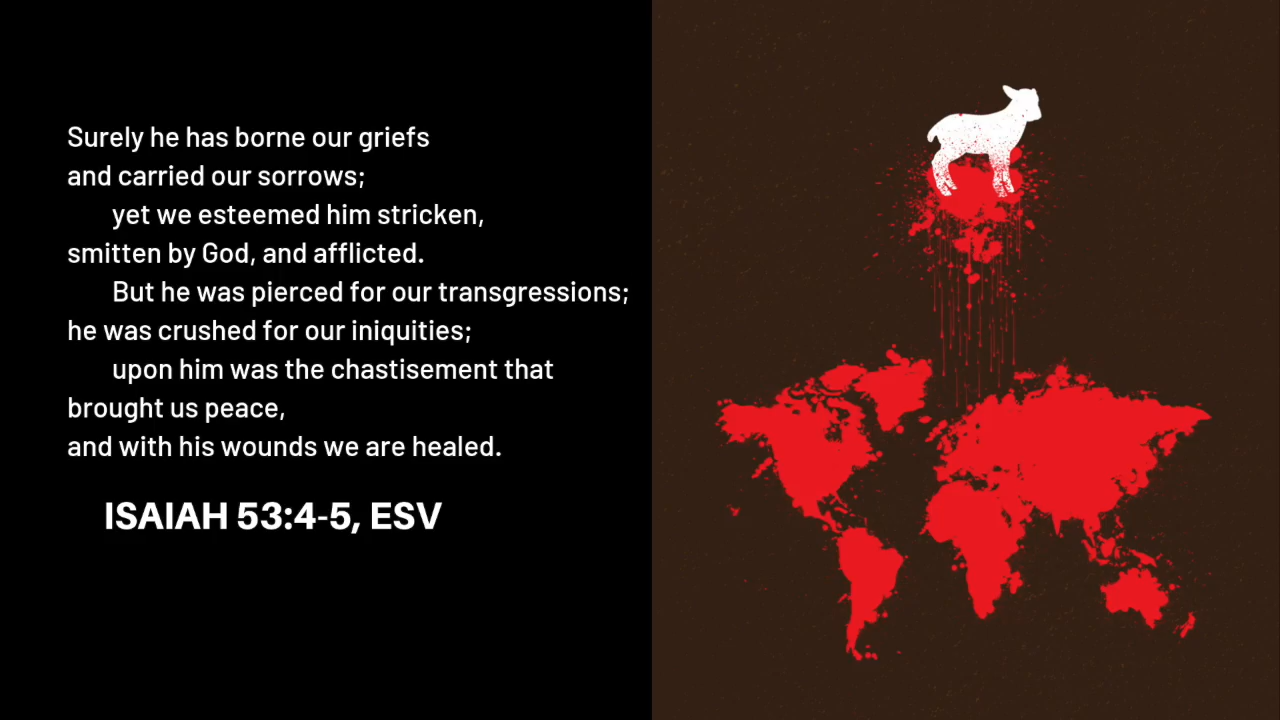 Surely he has borne our griefs
and carried our sorrows;
yet we esteemed him stricken,
smitten by God, and afflicted.
But he was pierced for our transgressions;
he was crushed for our iniquities;
upon him was the chastisement that
brought us peace,
and with his wounds we are healed.
ISAIAH 53:4-5, ESV